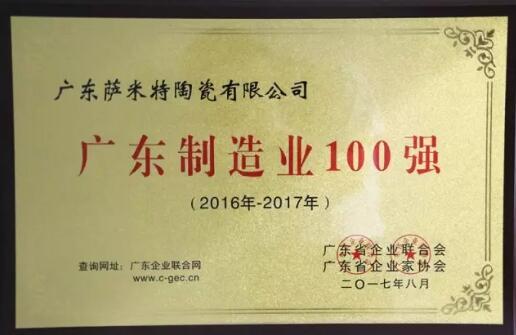 广东萨米特陶瓷有限公司
广东制造业100强
(2016年-2017年)
广东省企业联合会
查询网址:广东企业联合网 广东省企业家协会
www.c-gec.cn
二〇一七年八月